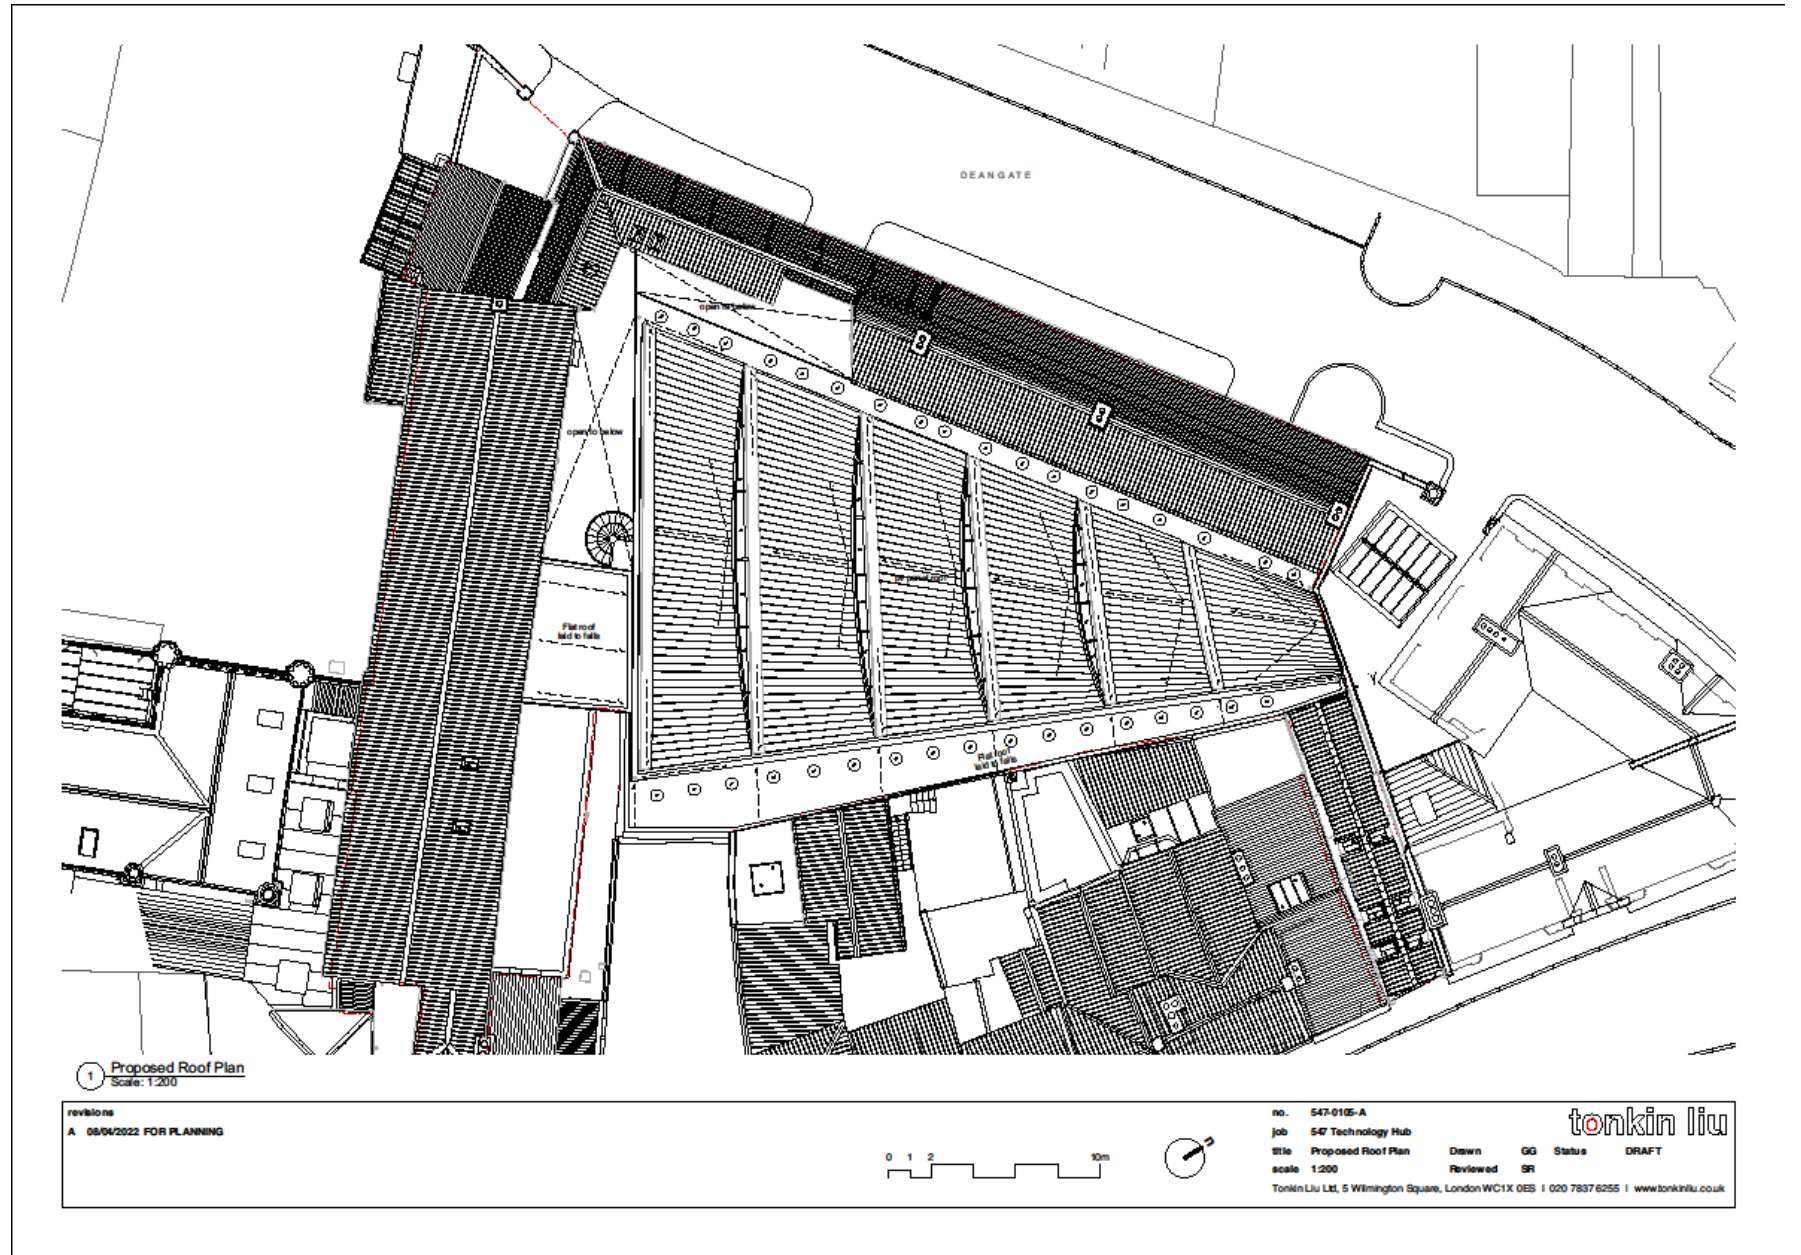 DEANGATE
open to below
open to below
Flat roof
laid to falls
Flat roof
laid to falls
1
Proposed Roof Plan
Scale: 1:200
revisions
A 08/04/2022 FOR PLANNING
0 1 2 10m
n
no. 547-0105-A
job 547 Technology Hub
title Proposed Roof Plan Drawn GG Status DRAFT
scale 1:200 Reviewed SR
tonkin liu
Tonkin Liu Ltd, 5 Wilmington Square, London WC1X 0ES | 020 7837 6255 | www.tonkinliu.co.uk